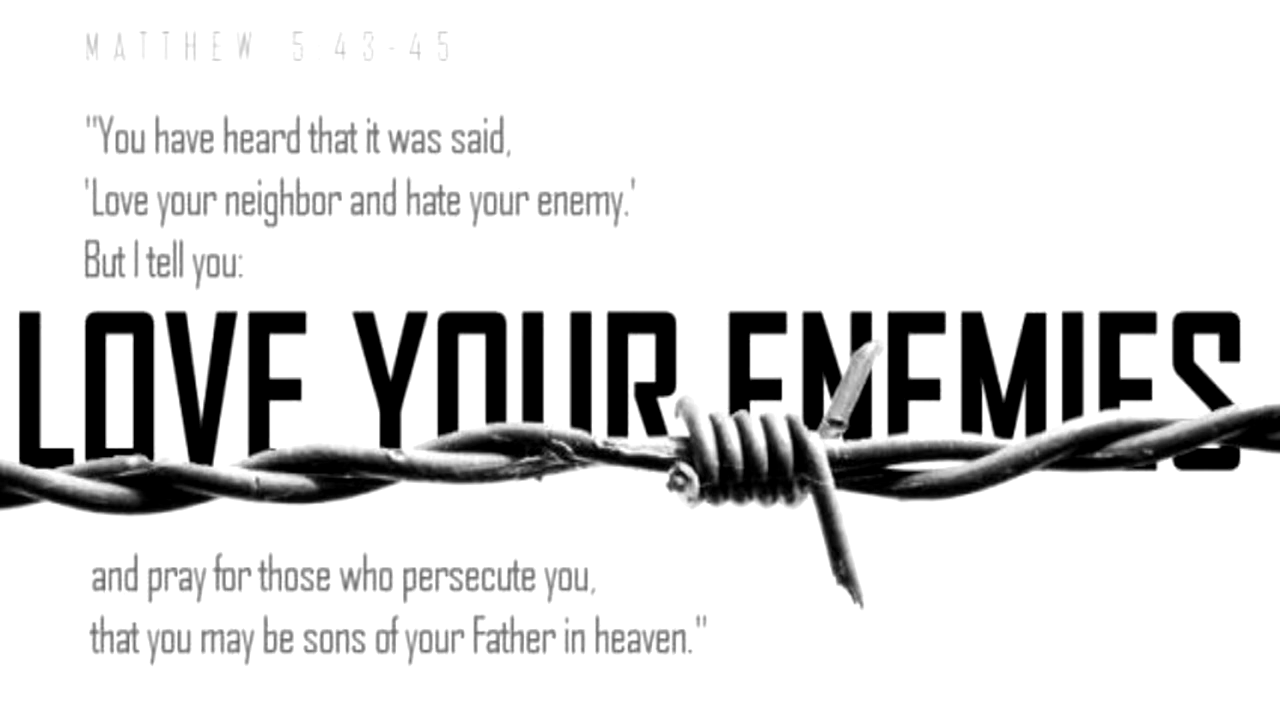 MATTHEW 5 43-45
"You have heard that it was said,
'Love your neighbor and hate your enemy.'
But I tell you:
LOVE YOUR ENEMIES
and pray for those who persecute you,
that you may be sons of your Father in heaven."